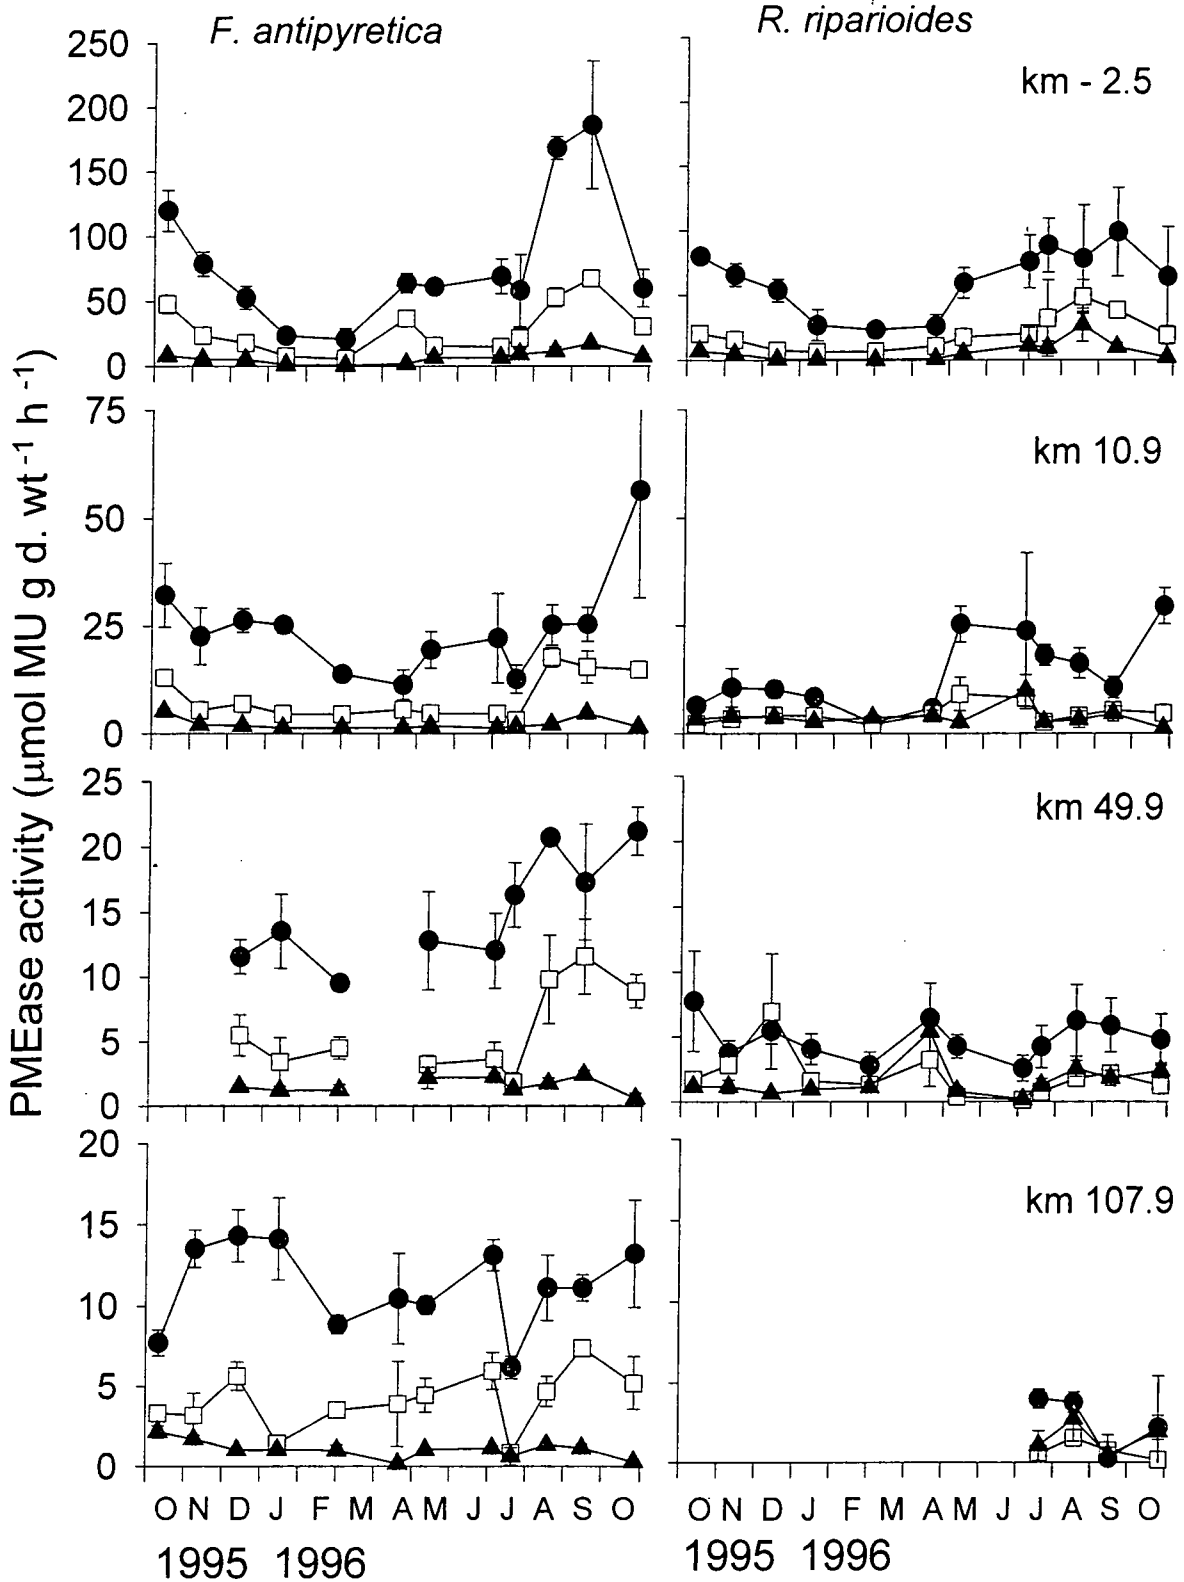 F. antipyretica R. riparioides
PMEase activity (μmol MU g d. wt⁻¹ h⁻¹)
250
200
150
100
50
0
km - 2.5
75
50
25
0
km 10.9
25
20
15
10
5
0
km 49.9
20
15
10
5
0
km 107.9
O N D J F A M J J A S O O N D J F A M J J A S O
1995 1996 1995 1996